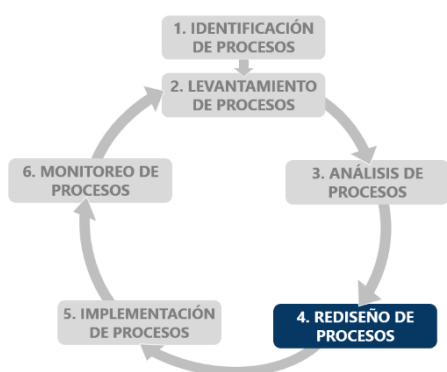 1. IDENTIFICACIÓN
DE PROCESOS
2. LEVANTAMIENTO
DE PROCESOS
3. ANÁLISIS DE
PROCESOS
4. REDISEÑO DE
PROCESOS
5. IMPLEMENTACIÓN
DE PROCESOS
6. MONITOREO DE
PROCESOS